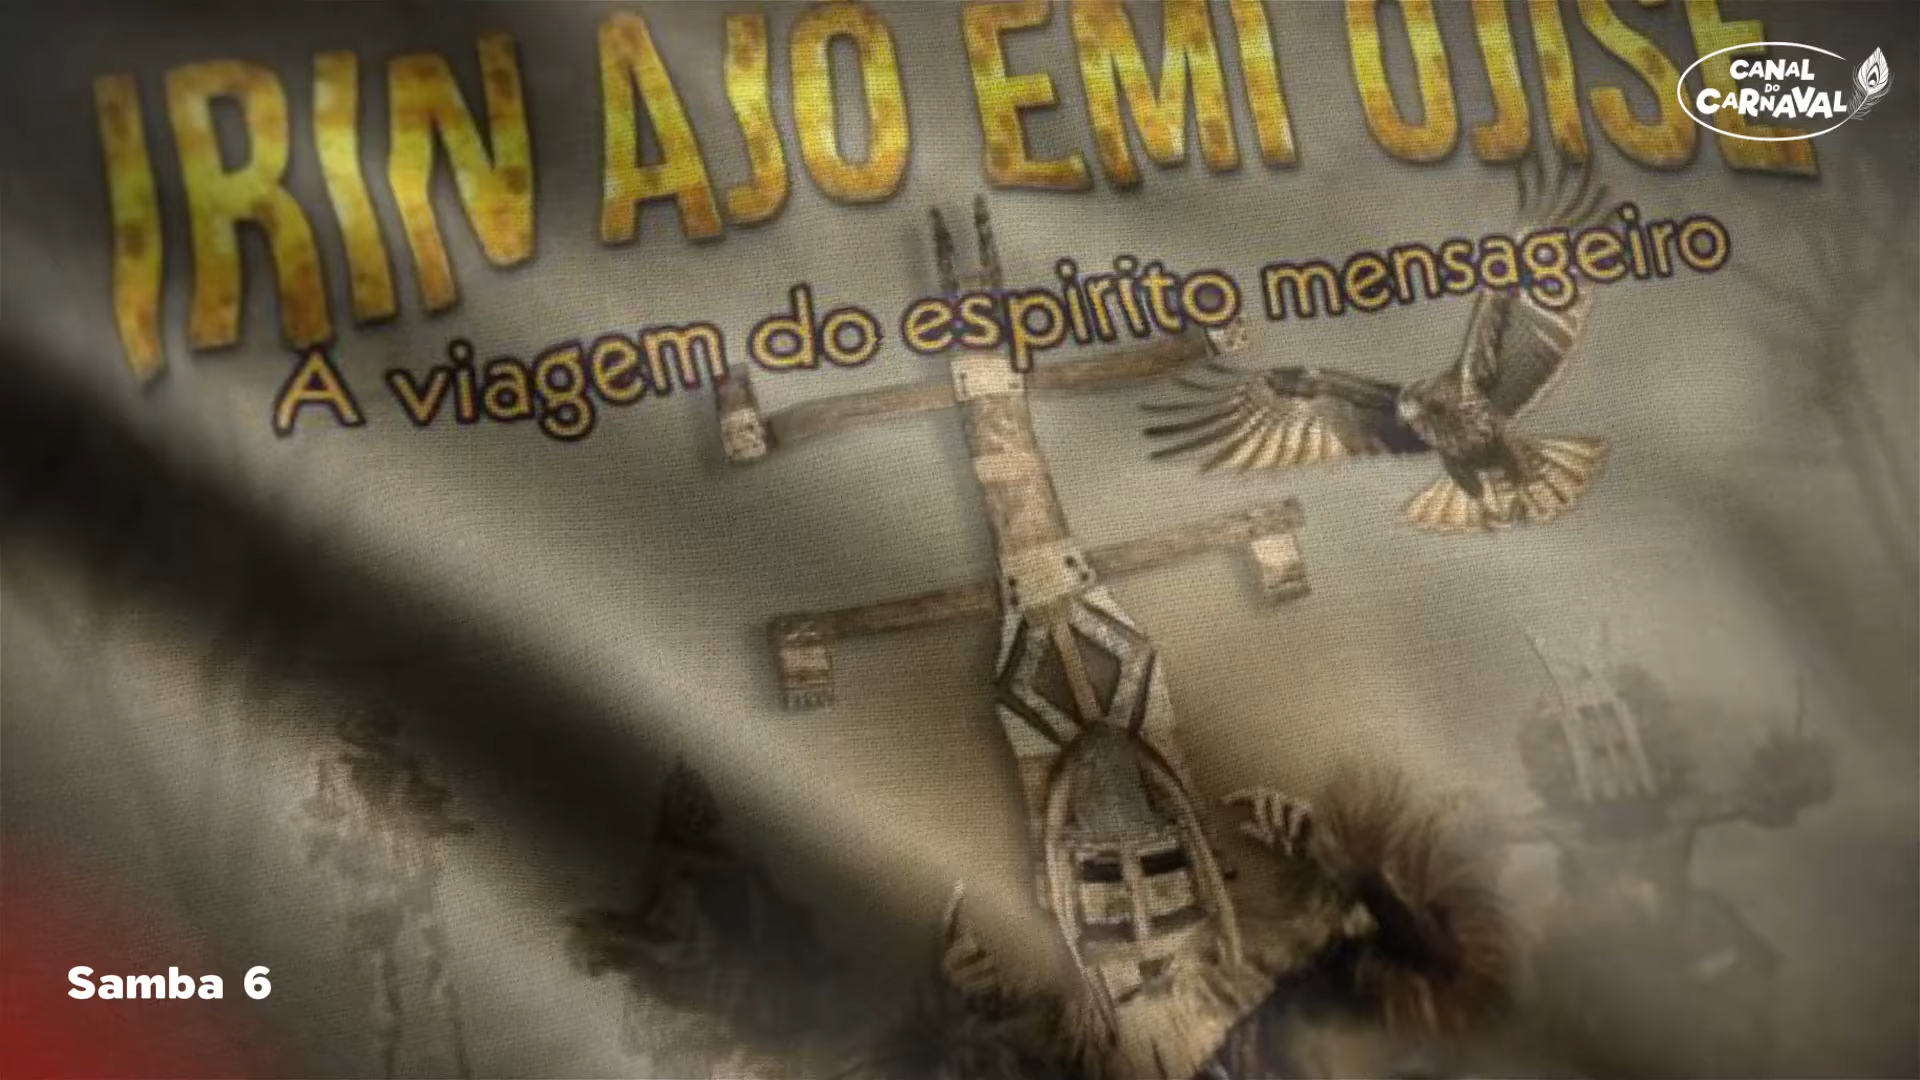 IRIN AJO EMI OJISE
A viagem do espirito mensageiro
CANAL
DO
CARNAVAL
Samba 6